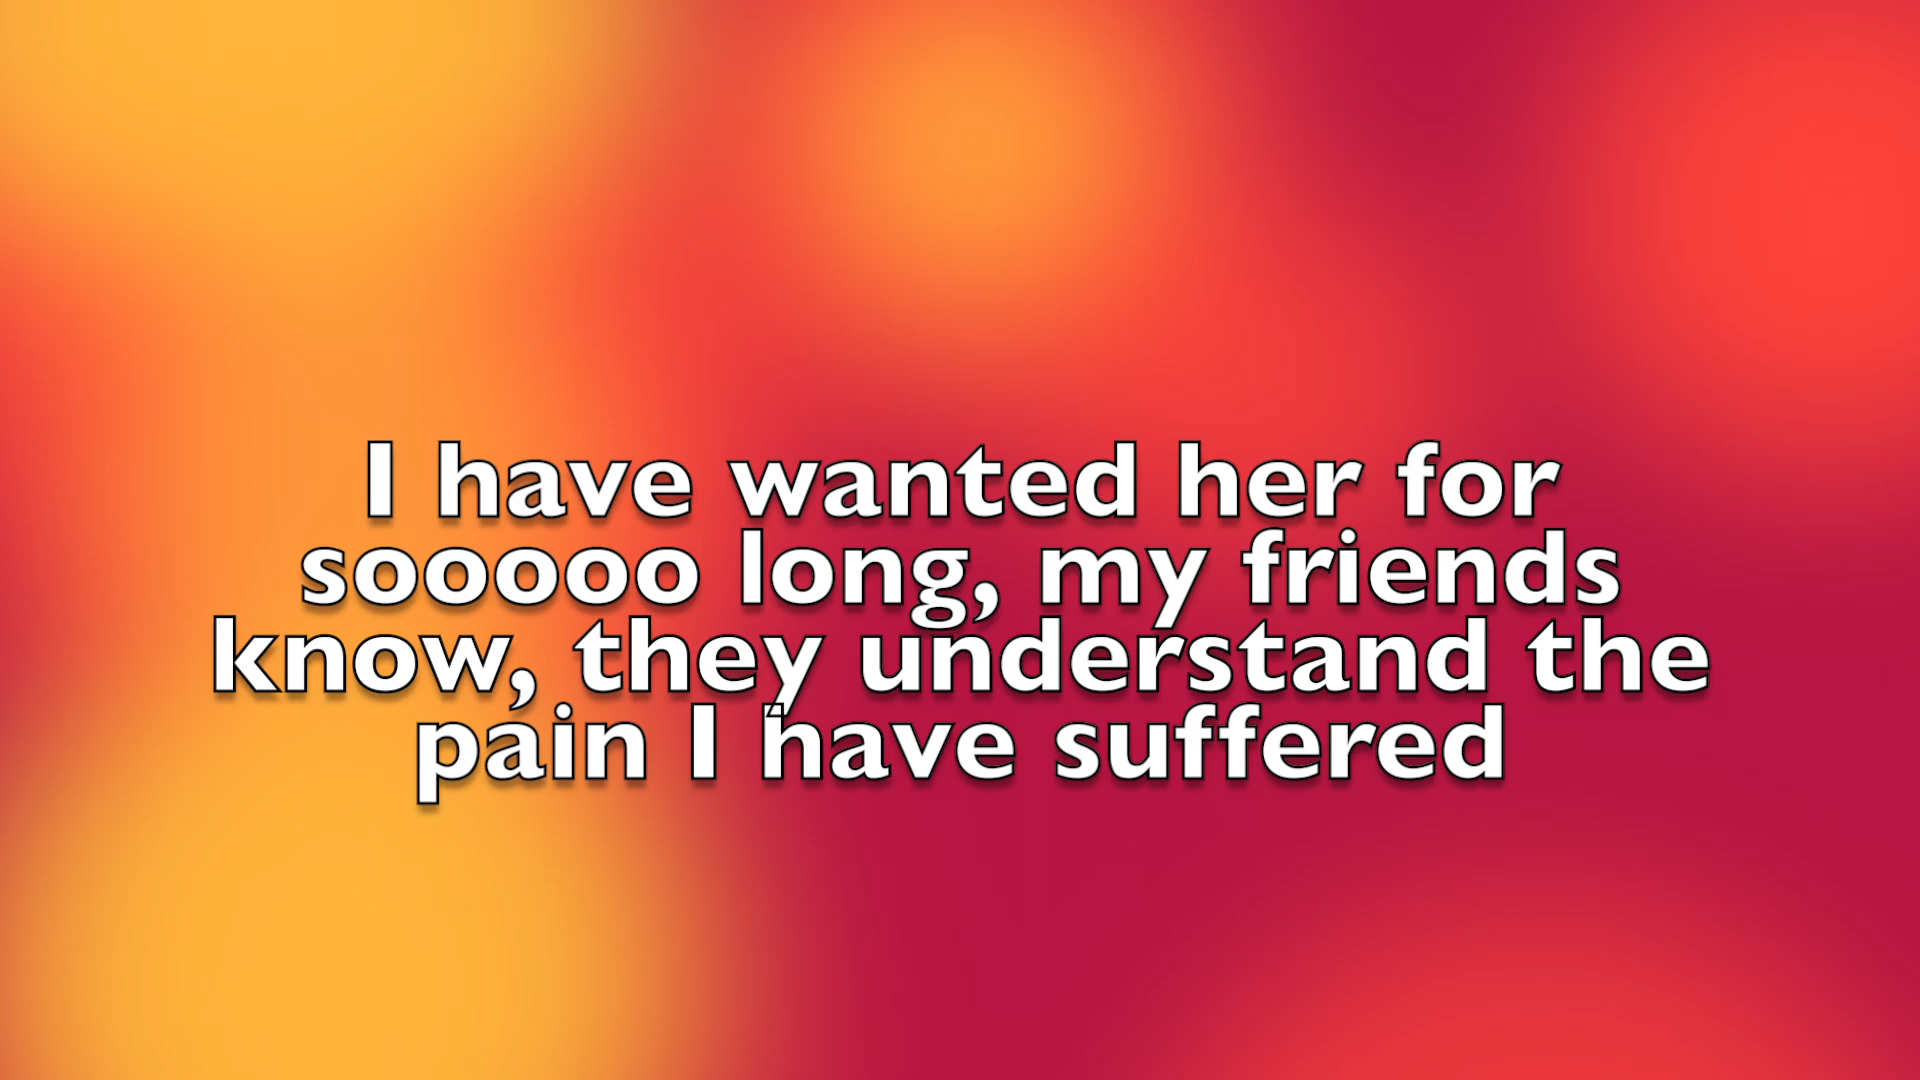 I have wanted her for
sooooo long, my friends
know, they understand the
pain I have suffered